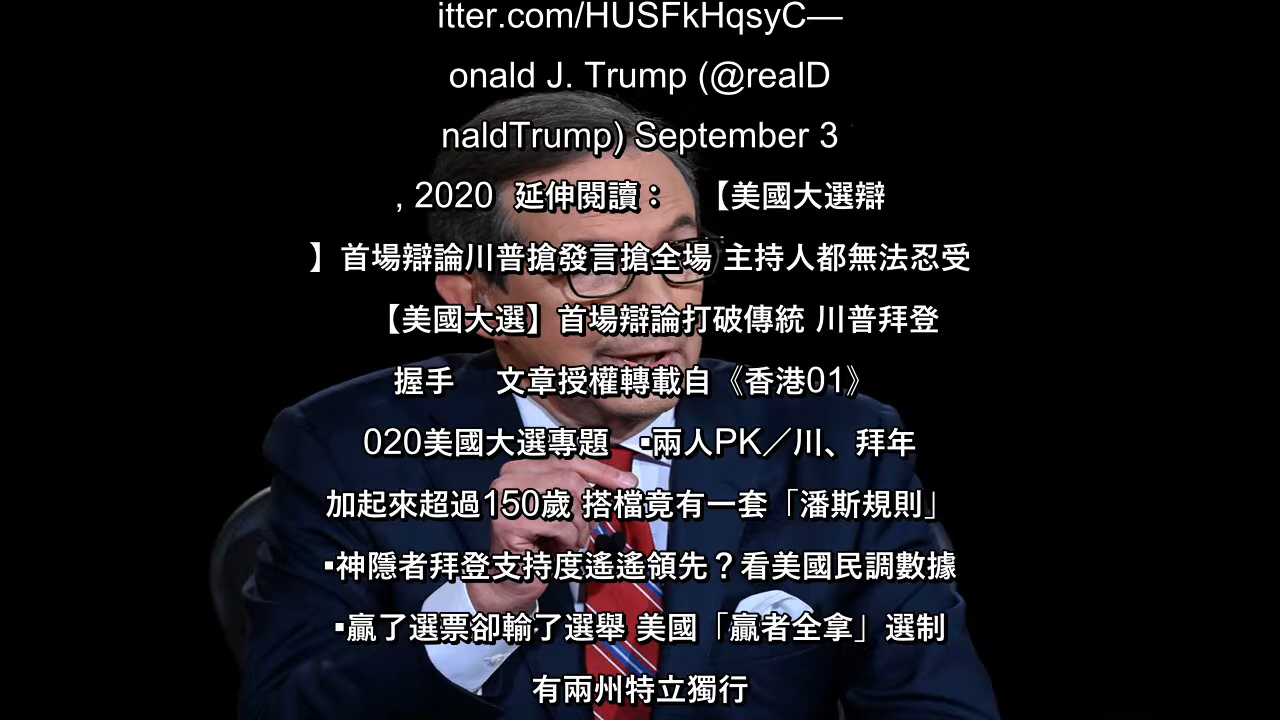 itter.com/HUSFkHqsyC—
onald J. Trump (@realD
naldTrump) September 3
, 2020 延伸閱讀： 【美國大選辯
】首場辯論川普搶發言搶全場 主持人都無法忍受
【美國大選】首場辯論打破傳統 川普拜登
握手 文章授權轉載自《香港01》
020美國大選專題 ▪兩人PK／川、拜年
加起來超過150歲 搭檔竟有一套「潘斯規則」
▪神隱者拜登支持度遙遙領先？看美國民調數據
▪贏了選票卻輸了選舉 美國「贏者全拿」選制
有兩州特立獨行